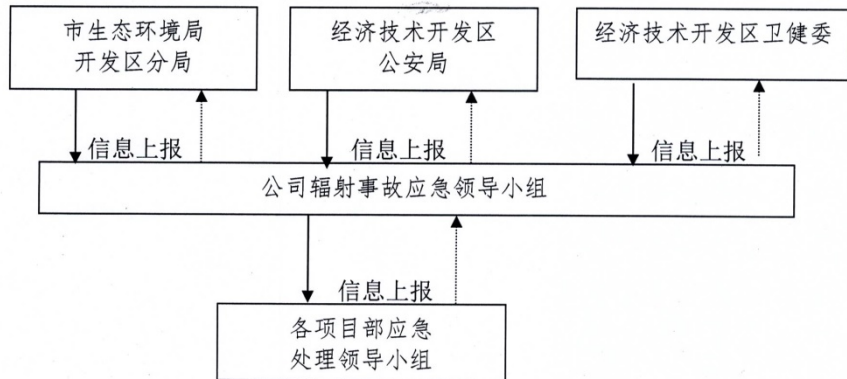 市生态环境局
开发区分局
经济技术开发区
公安局
经济技术开发区卫健委
信息上报
信息上报
信息上报
公司辐射事故应急领导小组
信息上报
各项目部应急
处理领导小组